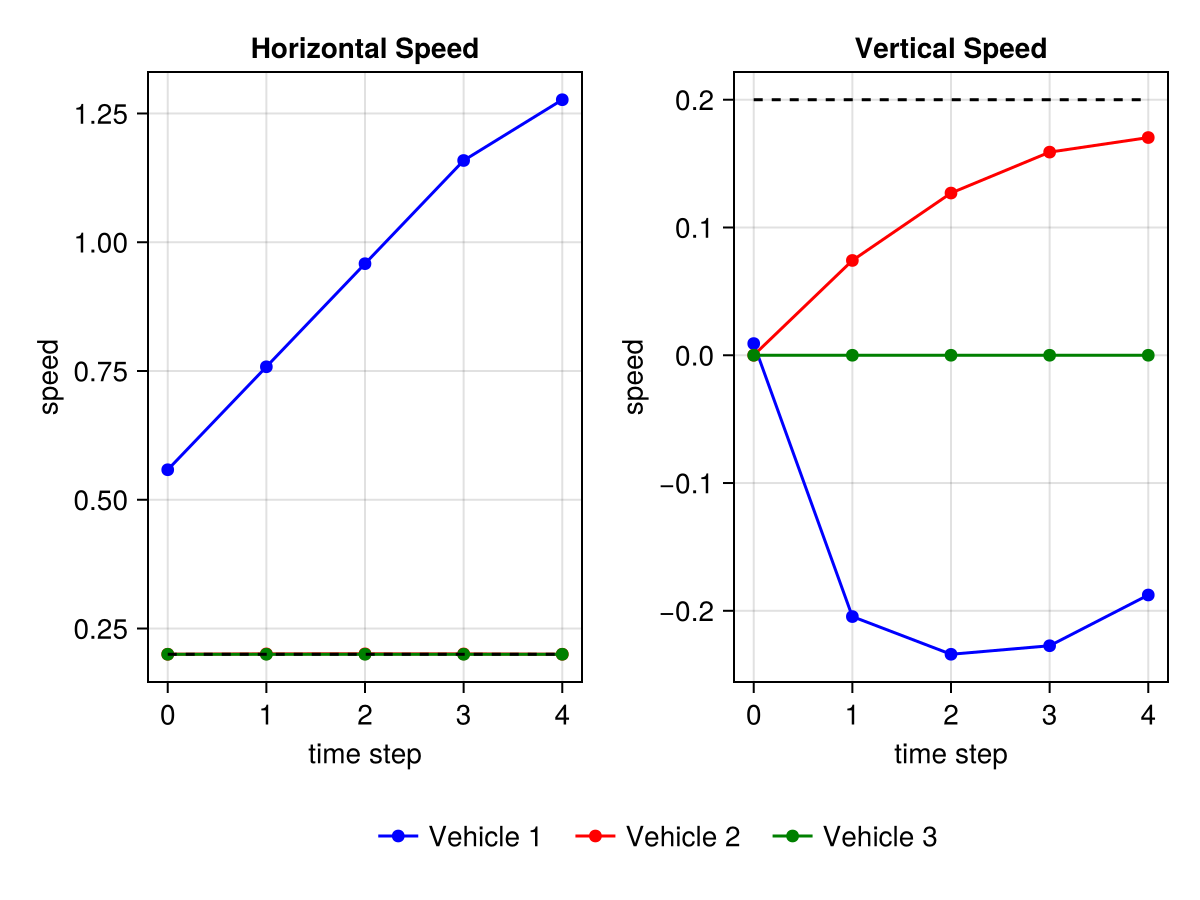 Horizontal Speed
1.25
1.00
0.75
0.50
0.25
speed
0 1 2 3 4
time step
Vertical Speed
0.2
0.1
0.0
−0.1
−0.2
speed
0 1 2 3 4
time step
Vehicle 1 Vehicle 2 Vehicle 3